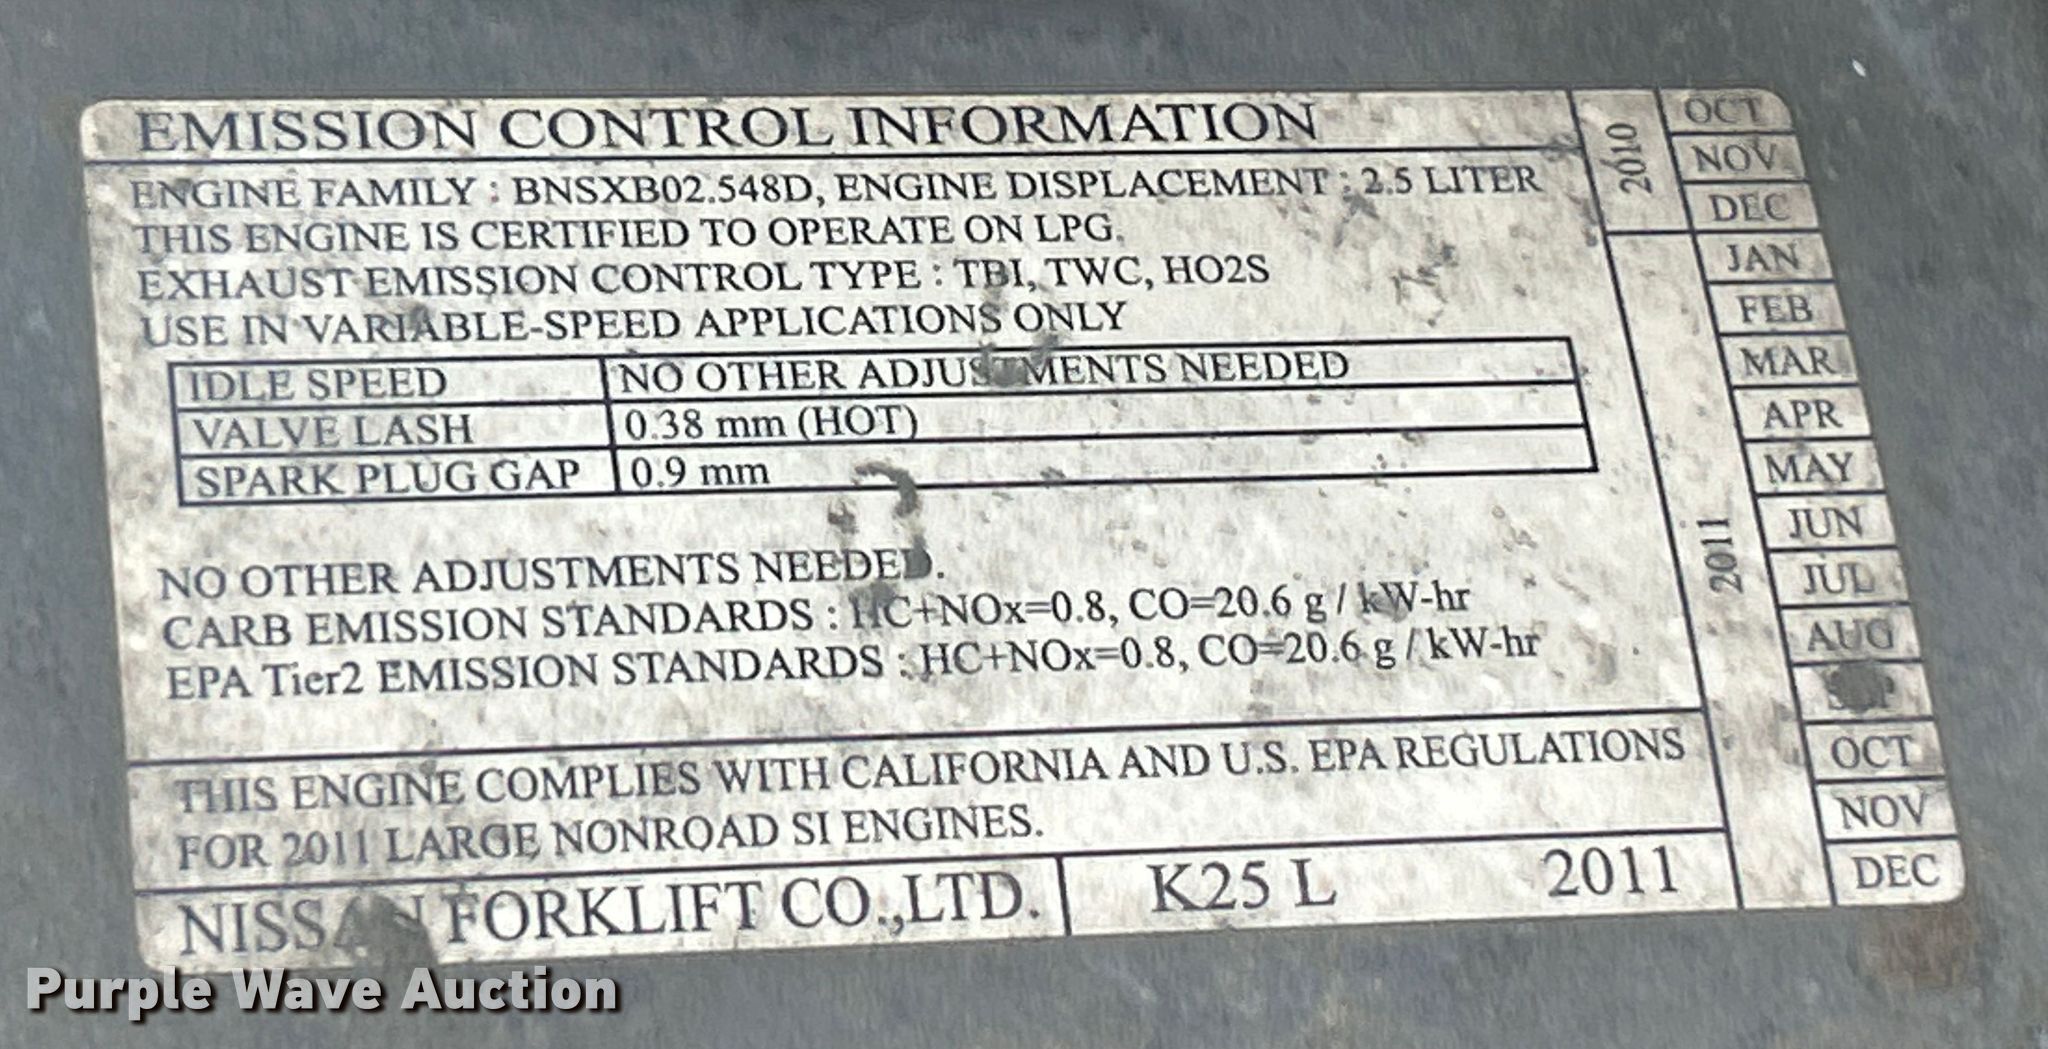 EMISSION CONTROL INFORMATION
ENGINE FAMILY : BNSXB02.548D, ENGINE DISPLACEMENT : 2.5 LITER
THIS ENGINE IS CERTIFIED TO OPERATE ON LPG.
EXHAUST EMISSION CONTROL TYPE : TBI, TWC, HO2S
USE IN VARIABLE-SPEED APPLICATIONS ONLY
IDLE SPEED NO OTHER ADJUSTMENTS NEEDED
VALVE LASH 0.38 mm (HOT)
SPARK PLUG GAP 0.9 mm
NO OTHER ADJUSTMENTS NEEDED.
CARB EMISSION STANDARDS : HC+NOx=0.8, CO=20.6 g / kW-hr
EPA Tier2 EMISSION STANDARDS : HC+NOx=0.8, CO=20.6 g / kW-hr
THIS ENGINE COMPLIES WITH CALIFORNIA AND U.S. EPA REGULATIONS
FOR 2011 LARGE NONROAD SI ENGINES.
NISSAN FORKLIFT CO.,LTD. K25 L 2011
2010
OCT
NOV
DEC
2011
JAN
FEB
MAR
APR
MAY
JUN
JUL
AUG
SEP
OCT
NOV
DEC
Purple Wave Auction